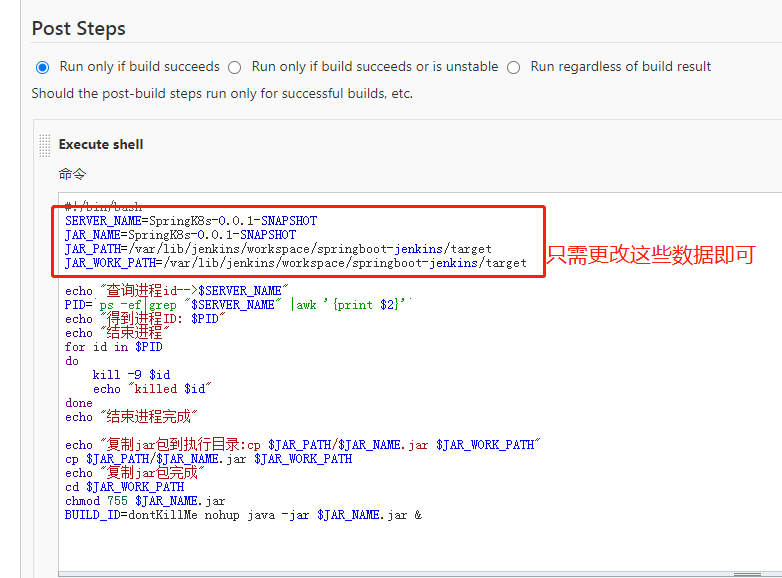 Post Steps
Run only if build succeeds Run only if build succeeds or is unstable Run regardless of build result
Should the post-build steps run only for successful builds, etc.
Execute shell
命令
#!/bin/bash
SERVER_NAME=SpringK8s-0.0.1-SNAPSHOT
JAR_NAME=SpringK8s-0.0.1-SNAPSHOT
JAR_PATH=/var/lib/jenkins/workspace/springboot-jenkins/target
JAR_WORK_PATH=/var/lib/jenkins/workspace/springboot-jenkins/target
只需更改这些数据即可
echo "查询进程id-->$SERVER_NAME"
PID=`ps -ef|grep "$SERVER_NAME" |awk '{print $2}'`
echo "得到进程ID: $PID"
echo "结束进程"
for id in $PID
do
kill -9 $id
echo "killed $id"
done
echo "结束进程完成"
echo "复制jar包到执行目录:cp $JAR_PATH/$JAR_NAME.jar $JAR_WORK_PATH"
cp $JAR_PATH/$JAR_NAME.jar $JAR_WORK_PATH
echo "复制jar包完成"
cd $JAR_WORK_PATH
chmod 755 $JAR_NAME.jar
BUILD_ID=dontKillMe nohup java -jar $JAR_NAME.jar &